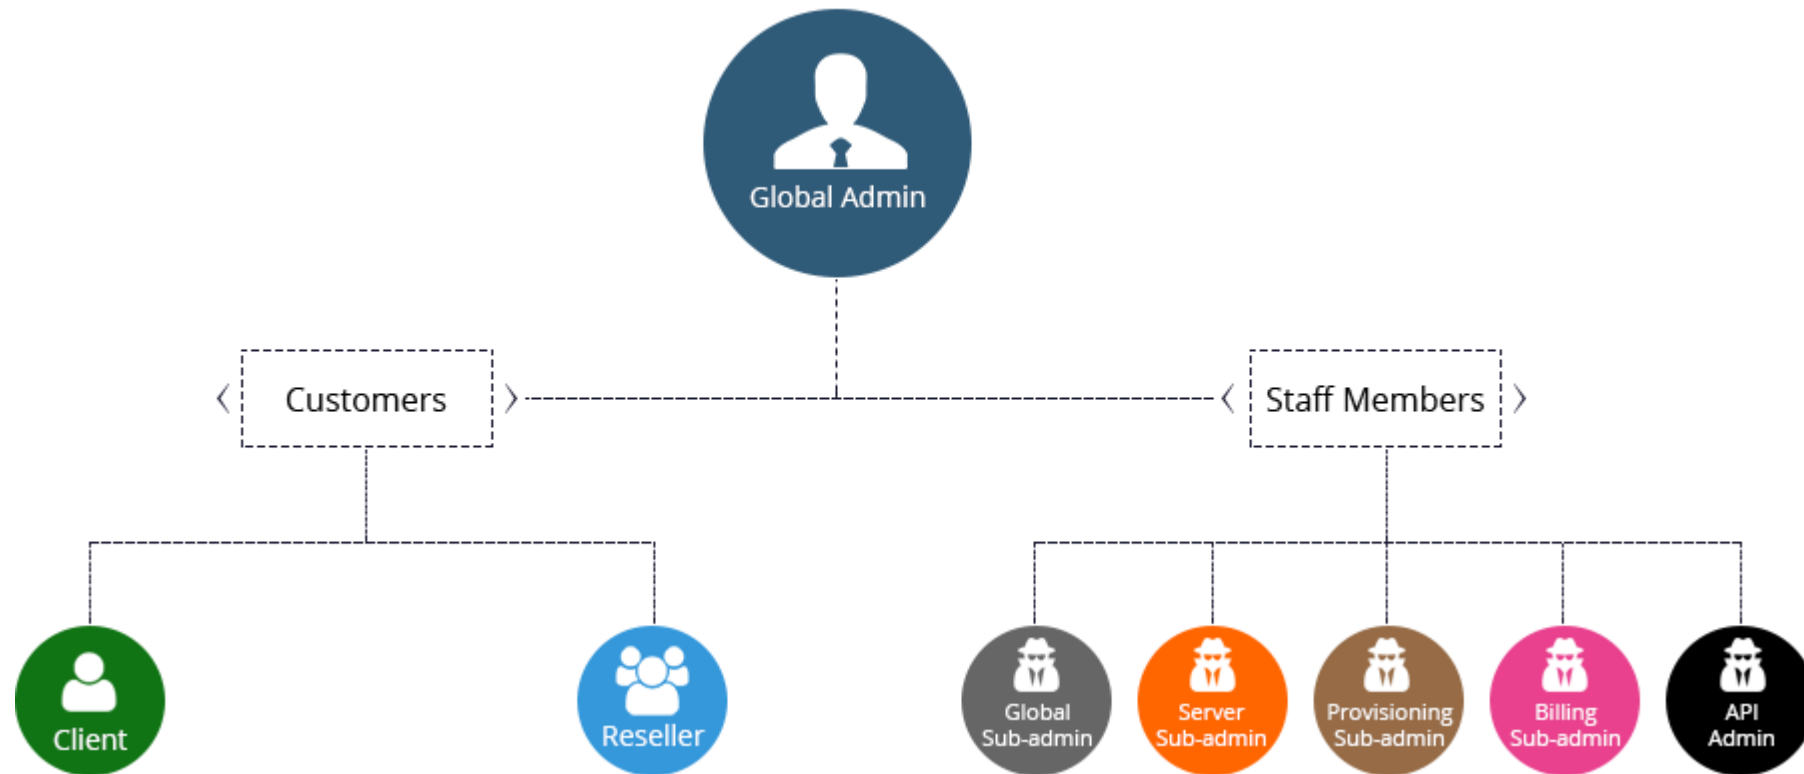 Global Admin
Customers
Staff Members
Client
Reseller
Global
Sub-admin
Server
Sub-admin
Provisioning
Sub-admin
Billing
Sub-admin
API
Admin